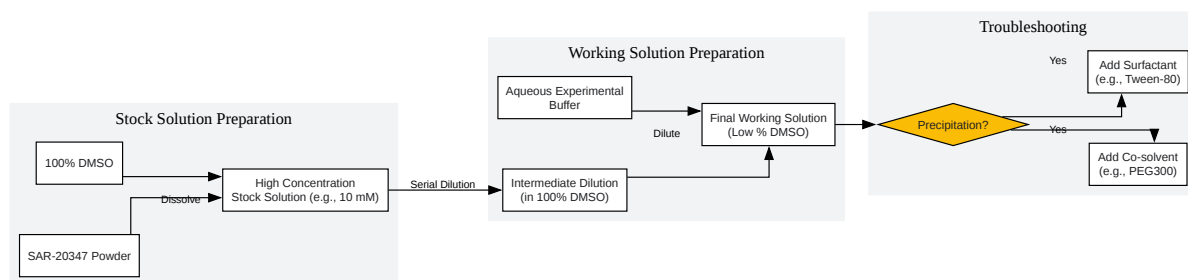 Stock Solution Preparation
100% DMSO
SAR-20347 Powder
Dissolve
High Concentration
Stock Solution (e.g., 10 mM)
Serial Dilution
Working Solution Preparation
Aqueous Experimental
Buffer
Intermediate Dilution
(in 100% DMSO)
Dilute
Final Working Solution
(Low % DMSO)
Troubleshooting
Precipitation?
Yes
Add Surfactant
(e.g., Tween-80)
Yes
Add Co-solvent
(e.g., PEG300)